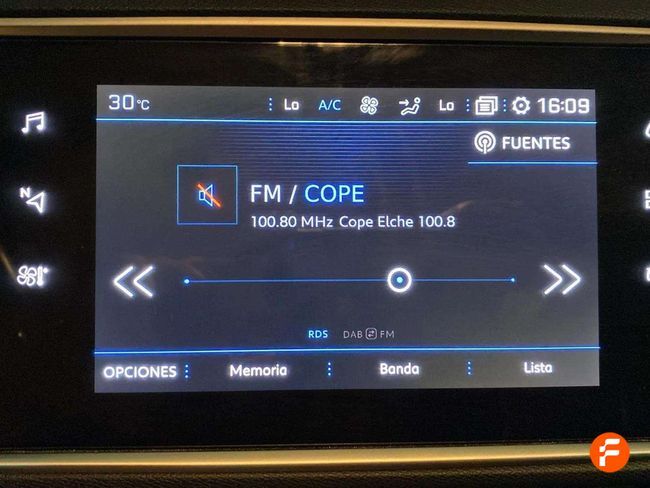 30°C Lo A/C Lo 16:09
FUENTES
FM / COPE
100.80 MHz Cope Elche 100.8
N
RDS DAB FM
OPCIONES Memoria Banda Lista
F